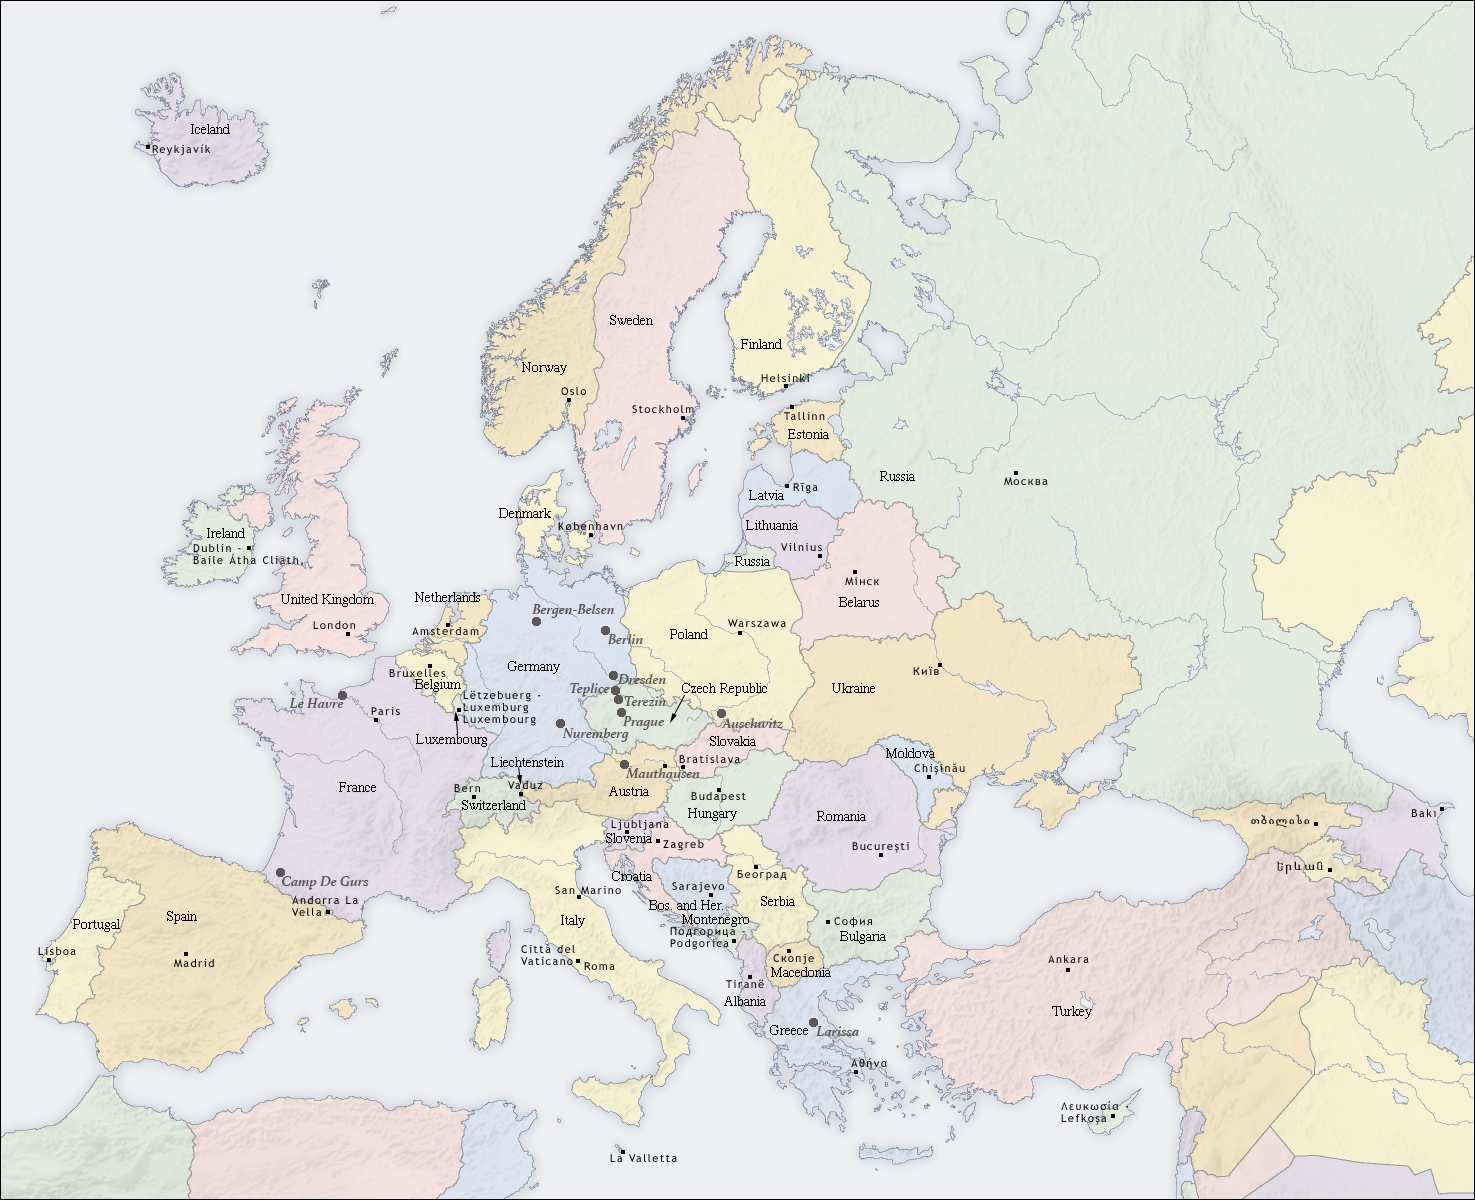 Iceland
Reykjavík
Sweden
Finland
Norway
Helsinki
Oslo
Stockholm
Tallinn
Estonia
Russia
Москва
Latvia
Rīga
Denmark
København
Lithuania
Vilnius
Ireland
Dublin -
Baile Átha Cliath,
Russia
Мінск
Belarus
United Kingdom
London
Netherlands
Amsterdam
Bergen-Belsen
Berlin
Poland
Warszawa
Germany
Bruxelles
Belgium
Київ
Ukraine
Dresden
Teplice
Terezin
Czech Republic
Prague
Lëtzebuerg -
Luxemburg
Luxembourg
Le Havre
Paris
Auschwitz
Nuremberg
Luxembourg
Slovakia
Bratislava
Moldova
Chișinău
Liechtenstein
Mauthausen
France
Bern
Vaduz
Switzerland
Austria
Budapest
Hungary
Romania
Bakı
თბილისი
Ljubljana
Slovenia
Zagreb
București
Երևան
Camp De Gurs
Croatia
Београд
San Marino
Sarajevo
Andorra La
Vella
Bos. and Her.
Serbia
Spain
Portugal
Italy
Montenegro
Подгорица -
Podgorica
София
Bulgaria
Lisboa
Madrid
Città del
Vaticano
Roma
Скопје
Macedonia
Ankara
Tiranë
Albania
Turkey
Greece
Larissa
Αθήνα
Λευκωσία -
Lefkoşa
La Valletta